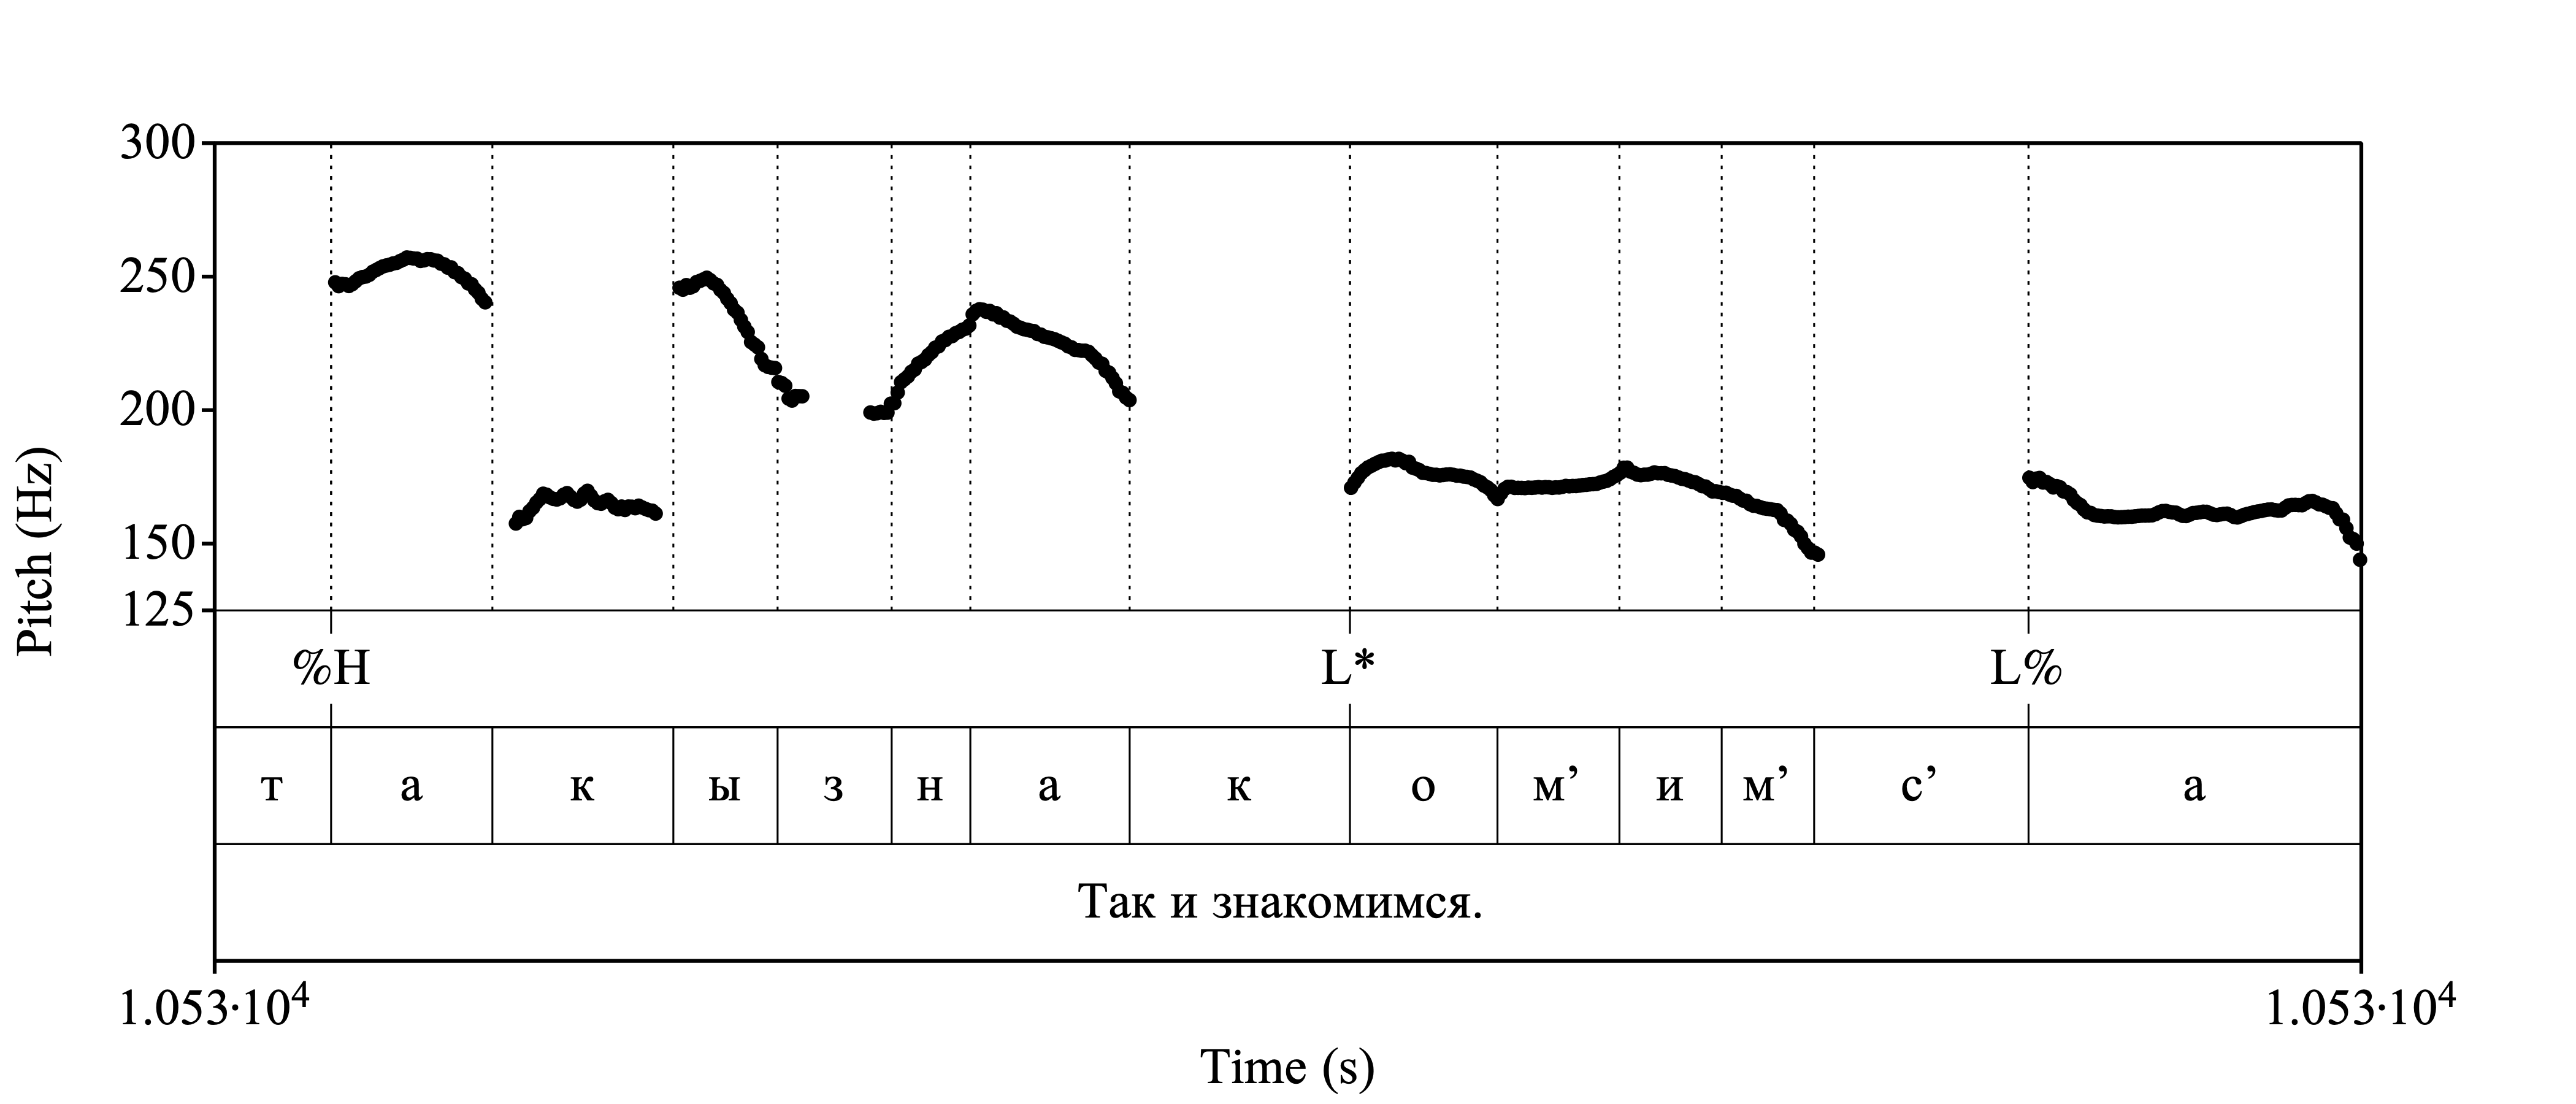 300
250
200
150
125
Pitch (Hz)
%H L* L%
т а к ы з н а к о м’ и м’ с’ а
Так и знакомимся.
1.053·10⁴ 1.053·10⁴
Time (s)